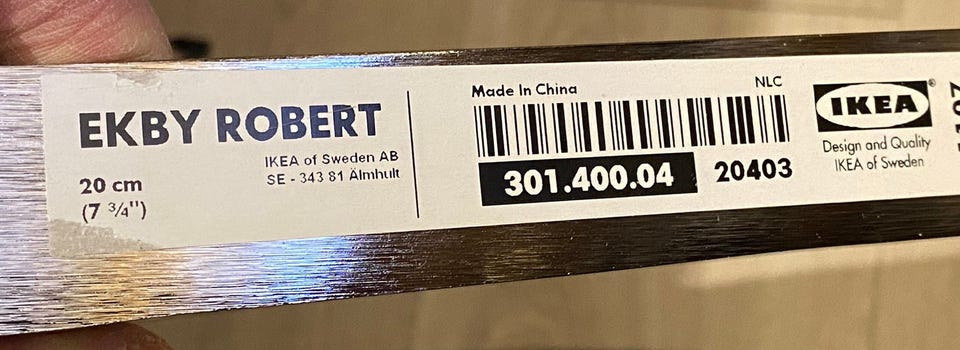 EKBY ROBERT
IKEA of Sweden AB
SE - 343 81 Älmhult
20 cm
(7 ¾")
Made In China
NLC
301.400.04
20403
IKEA®
Design and Quality
IKEA of Sweden